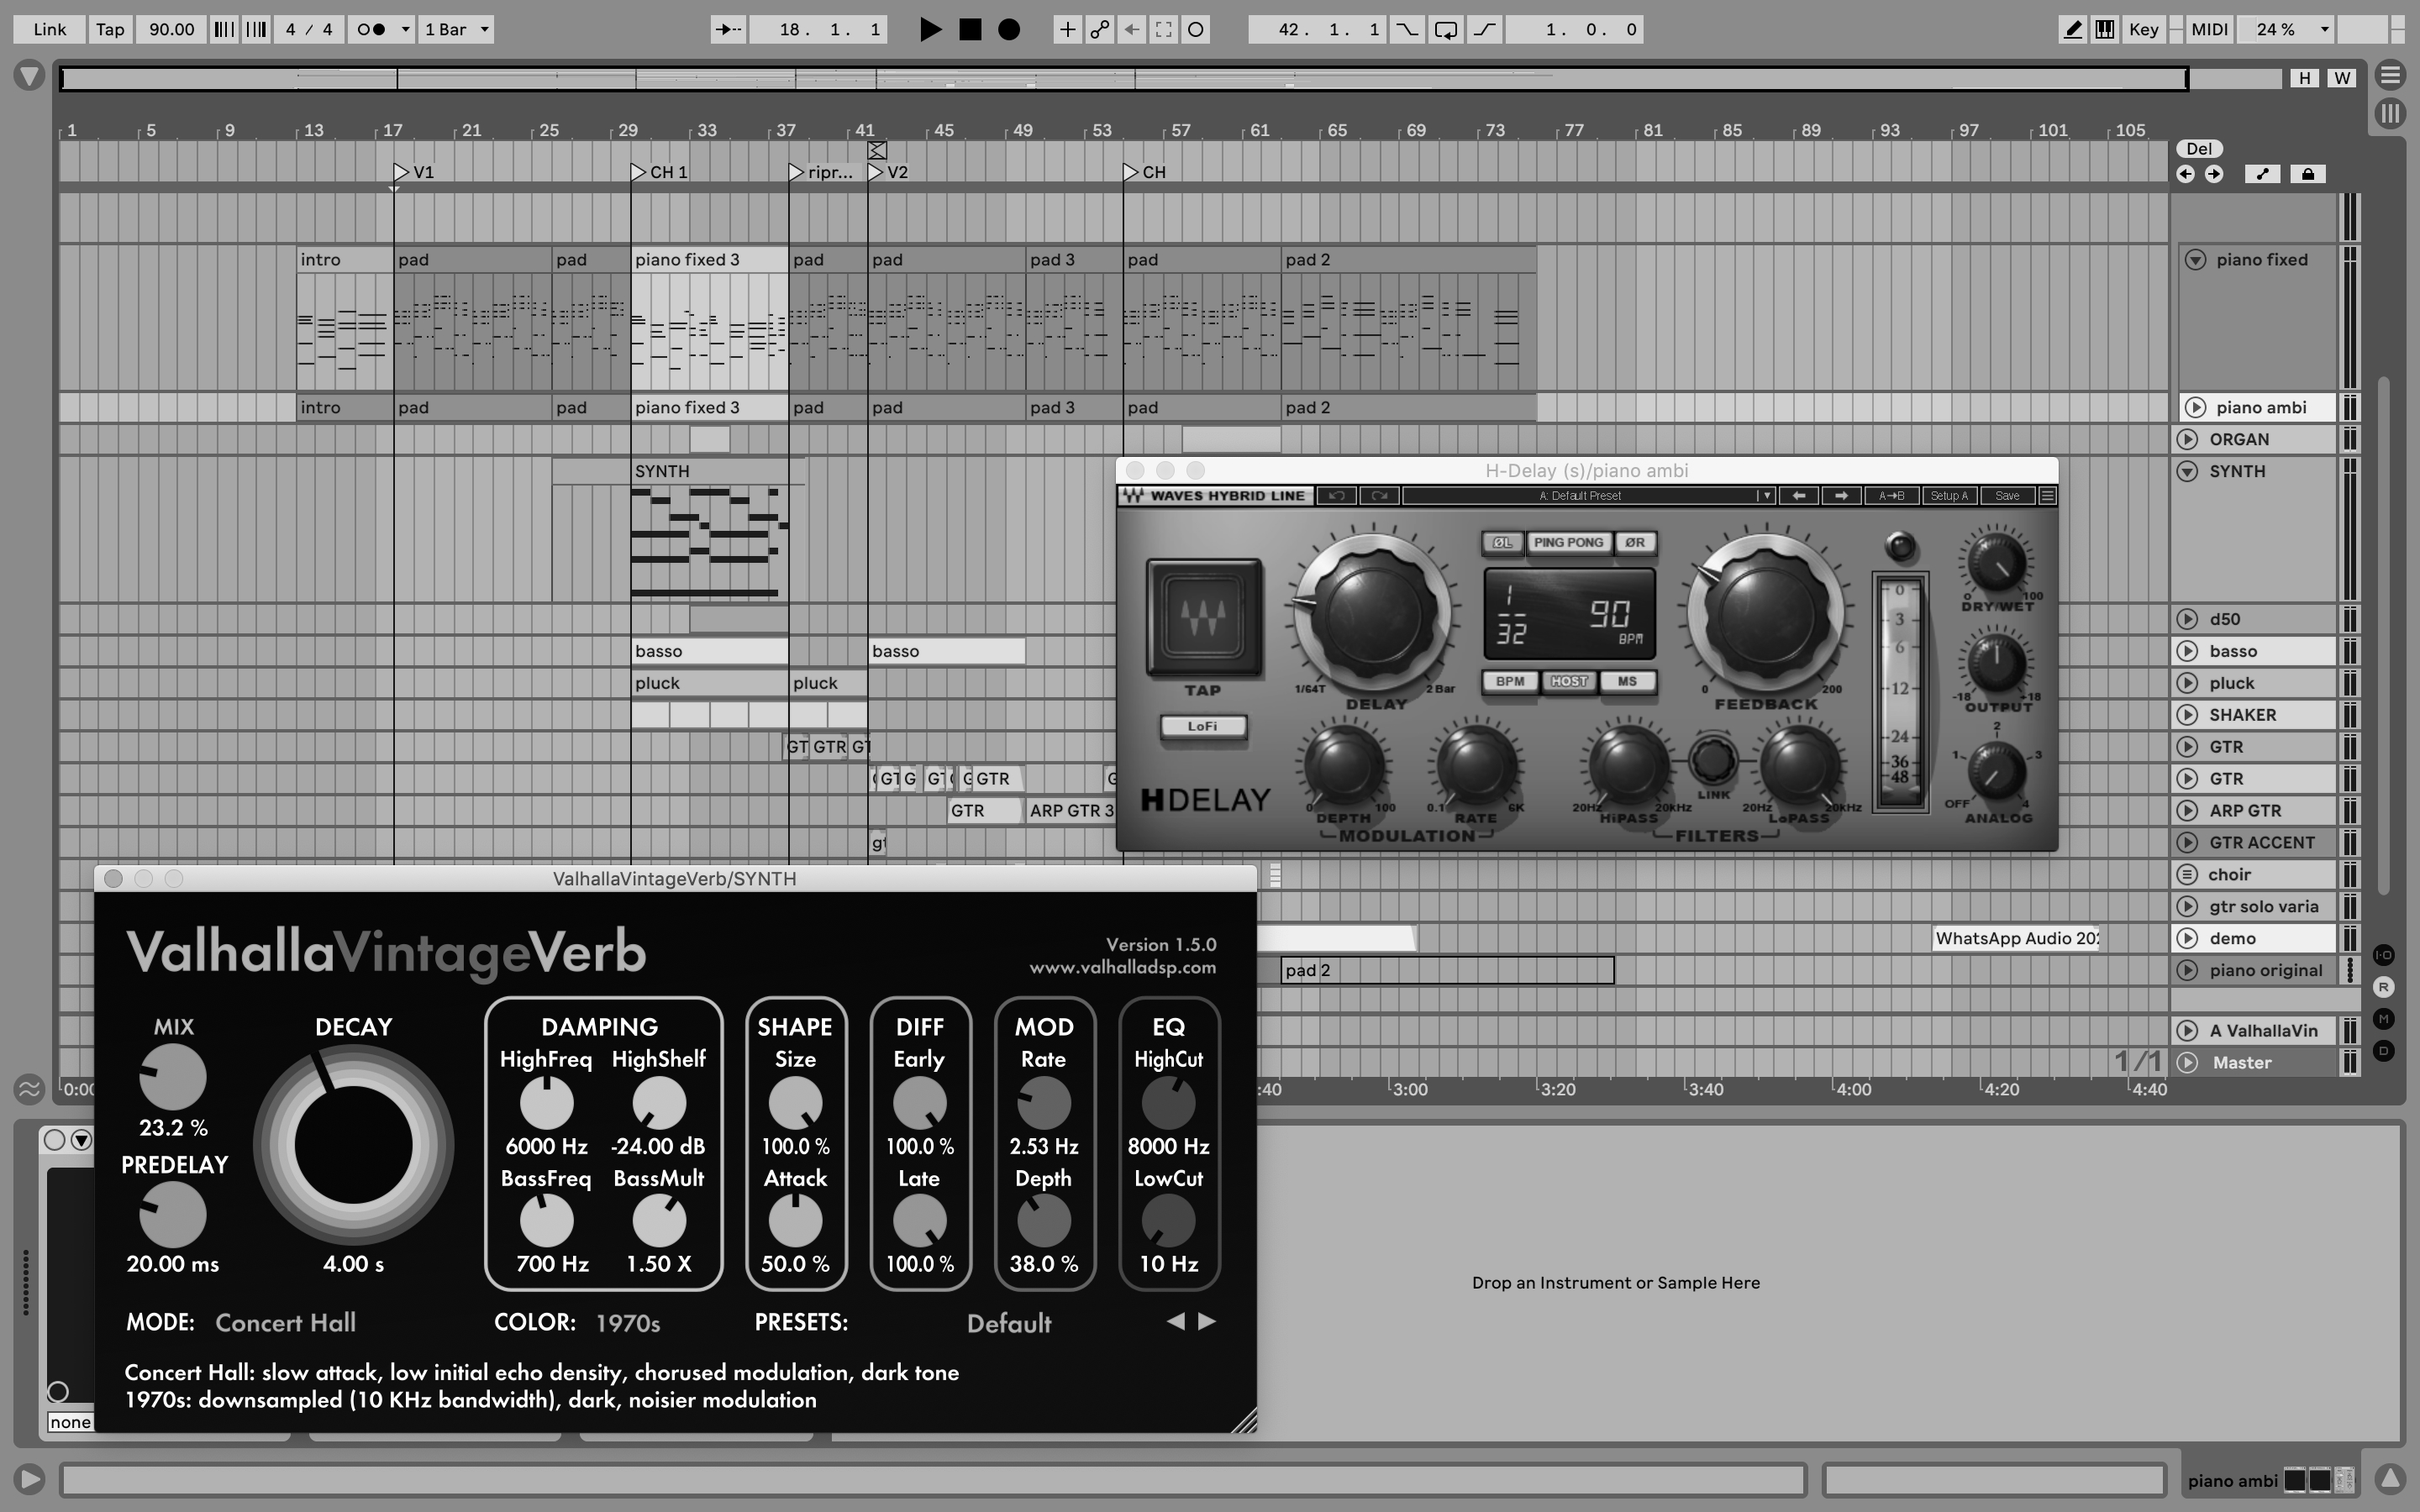 Link Tap 90.00 4 / 4 1 Bar 18. 1. 1 42. 1. 1 1. 0. 0 Key MIDI 24 %
H W
1 5 9 13 17 21 25 29 33 37 41 45 49 53 57 61 65 69 73 77 81 85 89 93 97 101 105
Del
V1 CH 1 ripr... V2 CH
intro pad pad piano fixed 3 pad pad pad 3 pad pad 2 piano fixed
intro pad pad piano fixed 3 pad pad pad 3 pad pad 2 piano ambi
ORGAN
SYNTH SYNTH
d50
basso basso basso
pluck pluck pluck
SHAKER
GT GTR GT GTR
GT G GT G GTR GTR
GTR ARP GTR 3 ARP GTR
gt GTR ACCENT
choir
gtr solo varia
WhatsApp Audio 202 demo
pad 2 piano original
A ValhallaVin
1/1 Master
0:00 :40 3:00 3:20 3:40 4:00 4:20 4:40
I·O
R
M
D
H-Delay (s)/piano ambi
WAVES HYBRID LINE A: Default Preset A→B Setup A Save
ØL PING PONG ØR
1
32
90
BPM
TAP
1/64T 2 Bar
DELAY
BPM HOST MS
0 200
FEEDBACK
0
3
6
12
24
36
48
0 100
DRY/WET
-18 -18
OUTPUT
LoFi
HDELAY
0 100
DEPTH
0.1 6K
RATE
MODULATION
20Hz 20kHz
HiPASS
LINK
20Hz 20kHz
LoPASS
FILTERS
OFF 1 2 3 4
ANALOG
ValhallaVintageVerb/SYNTH
ValhallaVintageVerb
Version 1.5.0
www.valhalladsp.com
MIX DECAY DAMPING SHAPE DIFF MOD EQ
HighFreq HighShelf Size Early Rate HighCut
23.2 % 6000 Hz -24.00 dB 100.0 % 100.0 % 2.53 Hz 8000 Hz
PREDELAY BassFreq BassMult Attack Late Depth LowCut
20.00 ms 4.00 s 700 Hz 1.50 X 50.0 % 100.0 % 38.0 % 10 Hz
MODE: Concert Hall COLOR: 1970s PRESETS: Default
Concert Hall: slow attack, low initial echo density, chorused modulation, dark tone
1970s: downsampled (10 KHz bandwidth), dark, noisier modulation
none
Drop an Instrument or Sample Here
piano ambi